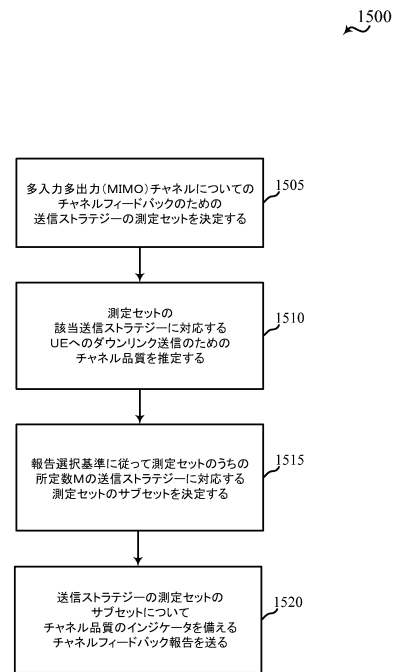 1500
多入力多出力(MIMO)チャネルについての
チャネルフィードバックのための
送信ストラテジーの測定セットを決定する
1505
測定セットの
該当送信ストラテジーに対応する
UEへのダウンリンク送信のための
チャネル品質を推定する
1510
報告選択基準に従って測定セットのうちの
所定数Mの送信ストラテジーに対応する
測定セットのサブセットを決定する
1515
送信ストラテジーの測定セットの
サブセットについて
チャネル品質のインジケータを備える
チャネルフィードバック報告を送る
1520